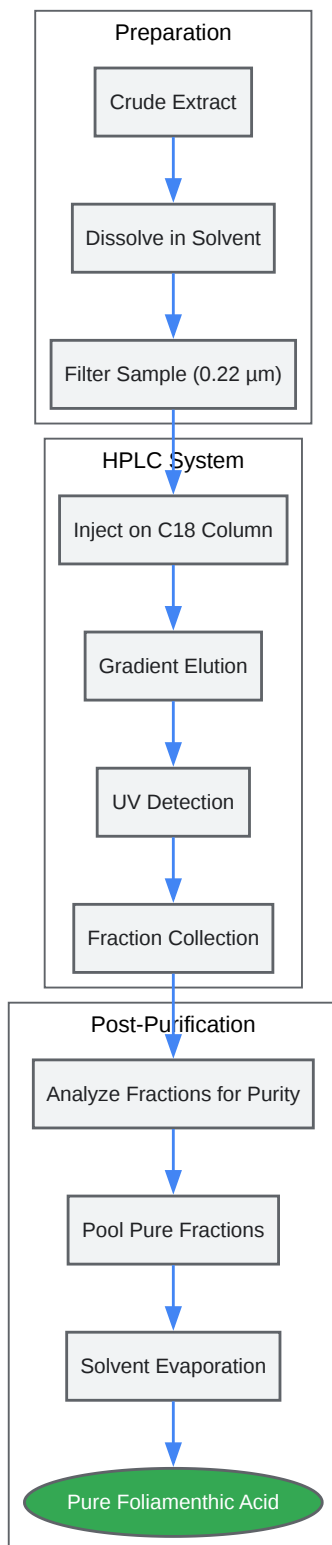 Preparation
Crude Extract
Dissolve in Solvent
Filter Sample (0.22 µm)
HPLC System
Inject on C18 Column
Gradient Elution
UV Detection
Fraction Collection
Post-Purification
Analyze Fractions for Purity
Pool Pure Fractions
Solvent Evaporation
Pure Foliamenthic Acid